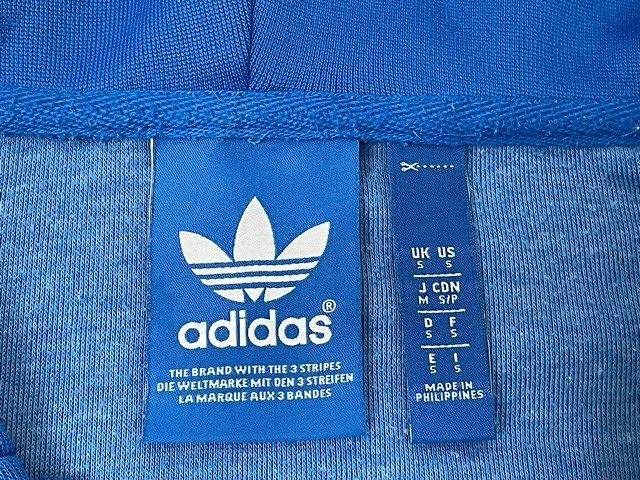 adidas®
THE BRAND WITH THE 3 STRIPES
DIE WELTMARKE MIT DEN 3 STREIFEN
LA MARQUE AUX 3 BANDES
UK US
S S
J CDN
M S/P
D F
S S
E I
S S
MADE IN
PHILIPPINES